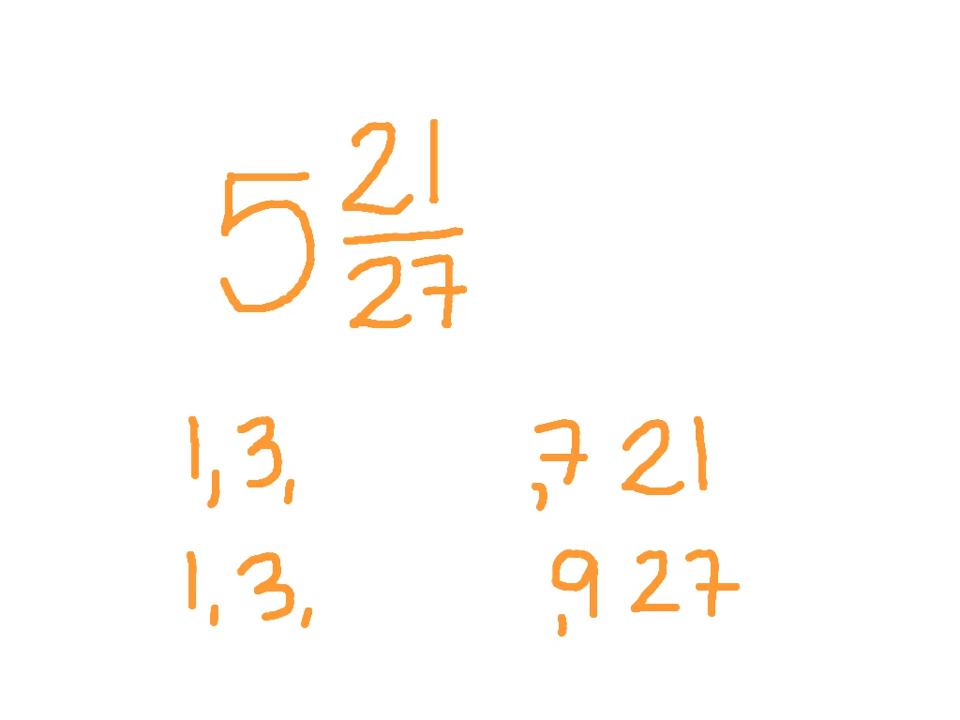 5 21/27
1, 3, , 7 21
1, 3, , 9 27